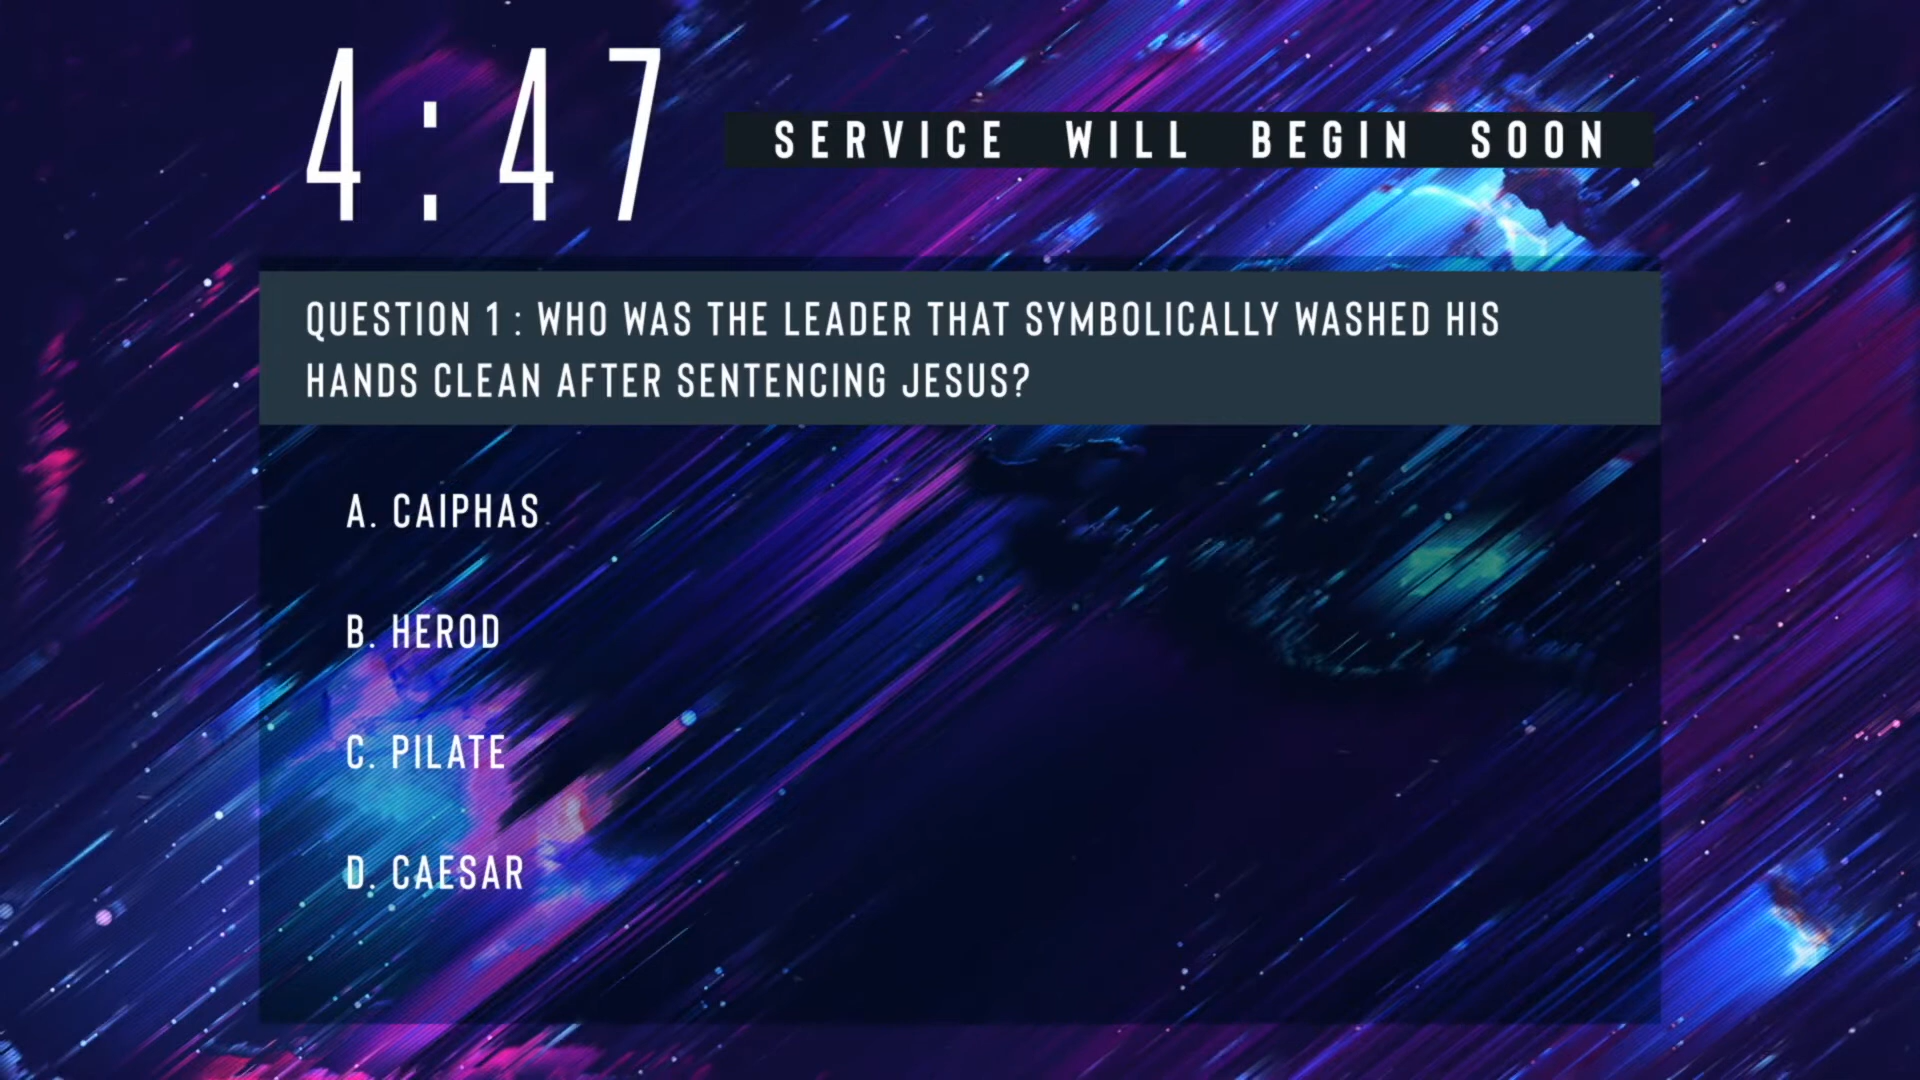 4:47
SERVICE WILL BEGIN SOON
QUESTION 1 : WHO WAS THE LEADER THAT SYMBOLICALLY WASHED HIS
HANDS CLEAN AFTER SENTENCING JESUS?
A. CAIPHAS
B. HEROD
C. PILATE
D. CAESAR